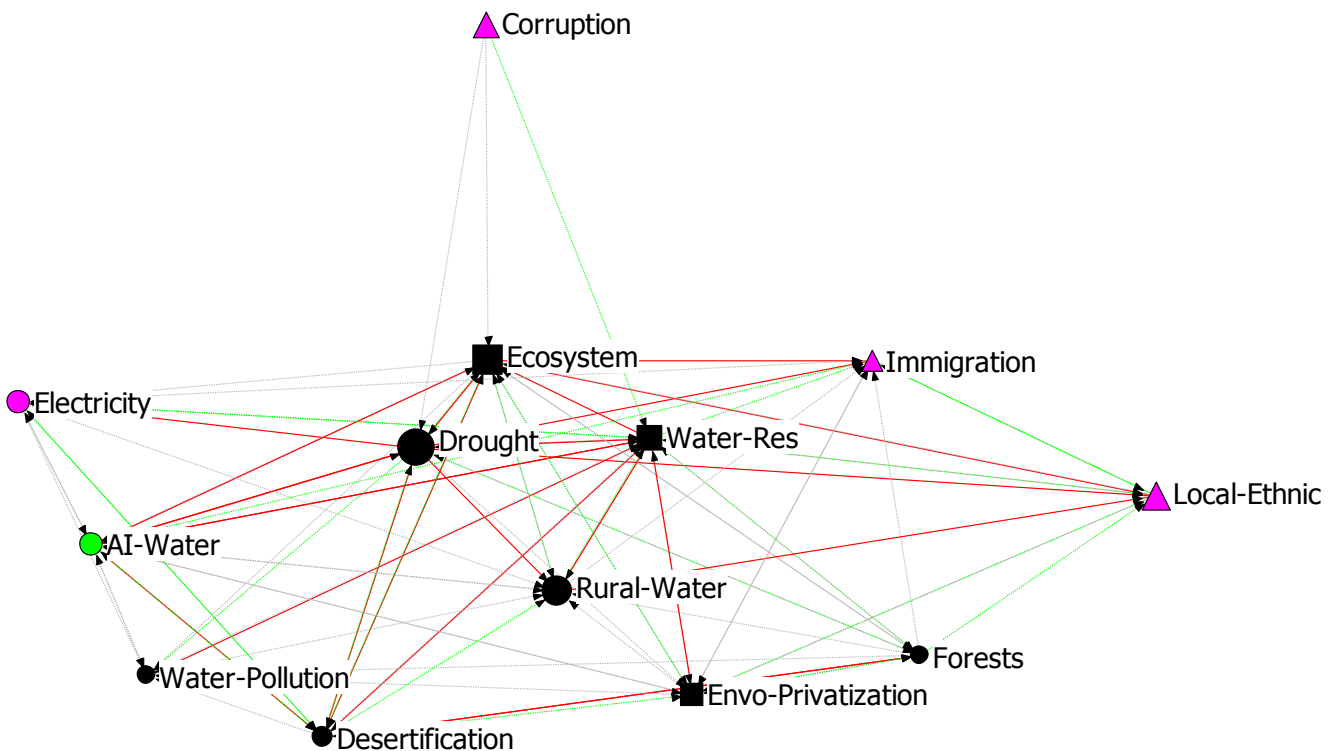 Corruption
Ecosystem
Immigration
Electricity
Drought
Water-Res
Local-Ethnic
AI-Water
Rural-Water
Forests
Water-Pollution
Envo-Privatization
Desertification